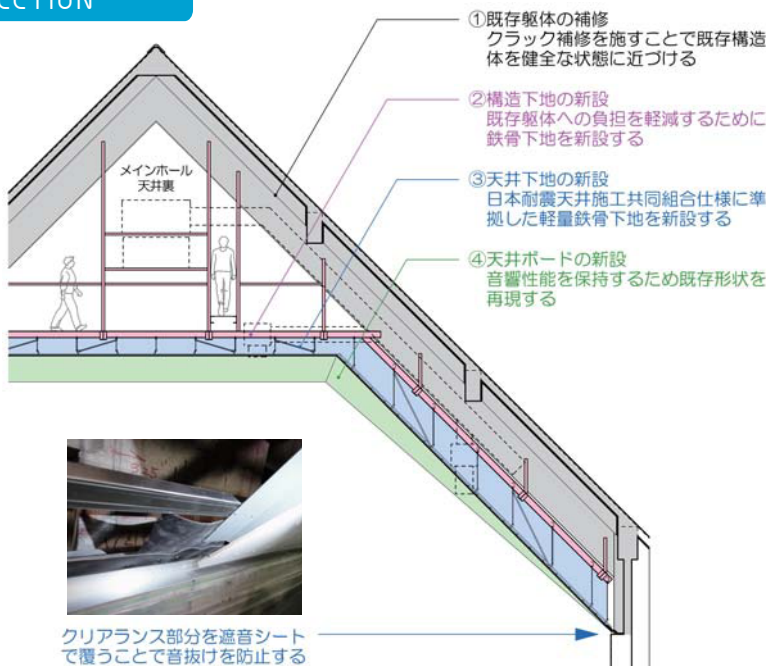 ①既存躯体の補修
クラック補修を施すことで既存構造
体を健全な状態に近づける
②構造下地の新設
既存躯体への負担を軽減するために
鉄骨下地を新設する
メインホール
天井裏
③天井下地の新設
日本耐震天井施工共同組合仕様に準
拠した軽量鉄骨下地を新設する
④天井ボードの新設
音響性能を保持するため既存形状を
再現する
クリアランス部分を遮音シート
で覆うことで音抜けを防止する